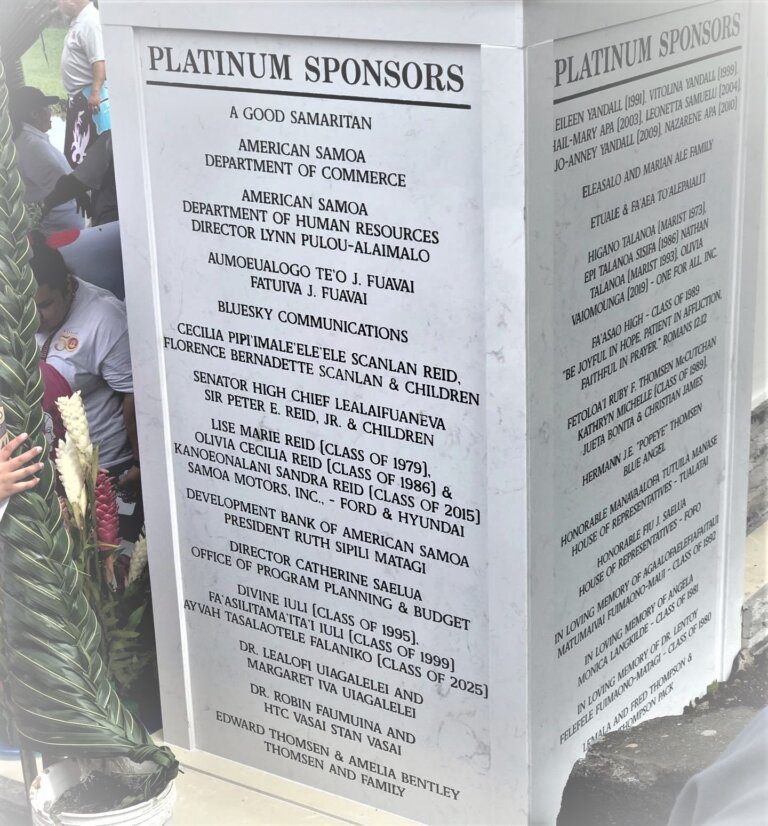 PLATINUM SPONSORS
A GOOD SAMARITAN
AMERICAN SAMOA
DEPARTMENT OF COMMERCE
AMERICAN SAMOA
DEPARTMENT OF HUMAN RESOURCES
DIRECTOR LYNN PULOU-ALAIMALO
AUMOEUALOGO TE'O J. FUAVAI
FATUIVA J. FUAVAI
BLUESKY COMMUNICATIONS
CECILIA PIPI'IMALE'ELE'ELE SCANLAN REID,
FLORENCE BERNADETTE SCANLAN & CHILDREN
SENATOR HIGH CHIEF LEALAIFUANEVA
SIR PETER E. REID, JR. & CHILDREN
LISE MARIE REID [CLASS OF 1979],
OLIVIA CECILIA REID [CLASS OF 1986] &
KANOEONALANI SANDRA REID [CLASS OF 2015]
SAMOA MOTORS, INC., - FORD & HYUNDAI
DEVELOPMENT BANK OF AMERICAN SAMOA
PRESIDENT RUTH SIPILI MATAGI
DIRECTOR CATHERINE SAELUA
OFFICE OF PROGRAM PLANNING & BUDGET
DIVINE IULI [CLASS OF 1995].
FA'ASILITAMA'ITA'I IULI [CLASS OF 1999]
AYVAH TASALAOTELE FALANIKO [CLASS OF 2025]
DR. LEALOFI UIAGALELEI AND
MARGARET IVA UIAGALELEI
DR. ROBIN FAUMUINA AND
HTC VASAI STAN VASAI
EDWARD THOMSEN & AMELIA BENTLEY
THOMSEN AND FAMILY
PLATINUM SPONSORS
EILEEN YANDALL [1991], VITOLINA YANDALL [1999],
HAIL-MARY APA [2003], LEONETTA SAMUELU [2004],
JO-ANNEY YANDALL [2009], NAZARENE APA [2010]
ELEASALO AND MARIAN ALE FAMILY
ETUALE & FA'AEA TO'ALEPAIALI'I
HIGANO TALANOA [MARIST 1973],
EPI TALANOA SISIFA [1986] NATHAN
TALANOA [MARIST 1993], OLIVIA
VAIOMOUNGA [2015] - ONE FOR ALL INC.
FA'ASAO HIGH - CLASS OF 1989
"BE JOYFUL IN HOPE, PATIENT IN AFFLICTION,
FAITHFUL IN PRAYER." ROMANS 12:12
FETOLOA'I RUBY F. THOMSEN McCUTCHAN
KATHRYN MICHELLE [CLASS OF 1989],
JUETA BONITA & CHRISTIAN JAMES
HERMANN J.E. "POPEYE" THOMSEN
BLUE ANGEL
HONORABLE MANAVAALOFA TUTUILA MANASE
HOUSE OF REPRESENTATIVES - TUALATAI
HONORABLE FIU J. SAELUA
HOUSE OF REPRESENTATIVES - FOFO
IN LOVING MEMORY OF
MATUMAIVAI FUIMAONO-MAUI - CLASS OF 1992
IN LOVING MEMORY OF ANGELA
MONICA LANGKILDE - CLASS OF 1981
IN LOVING MEMORY OF DR. LENTOY
FELEFELE FUIMAONO-MATAGI - CLASS OF 1980
LEMALA AND FRED THOMPSON &
THOMPSON PACK
50